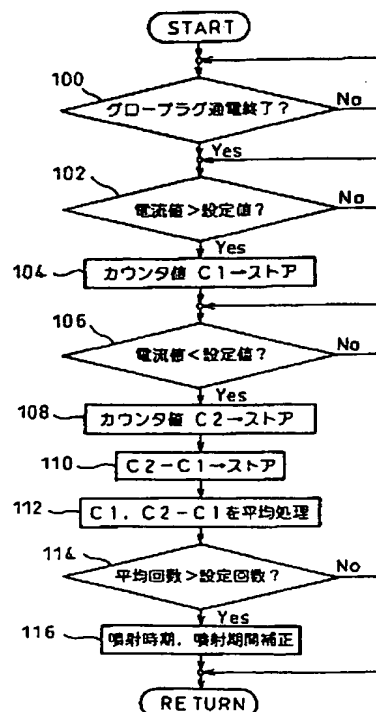 START
100
グロープラグ通電終了?
No
Yes
102
電流値>設定値?
No
Yes
104
カウンタ値 C1→ストア
106
電流値<設定値?
No
Yes
108
カウンタ値 C2→ストア
110
C2-C1→ストア
112
C1, C2-C1を平均処理
114
平均回数>設定回数?
No
Yes
116
噴射時期, 噴射期間補正
RETURN